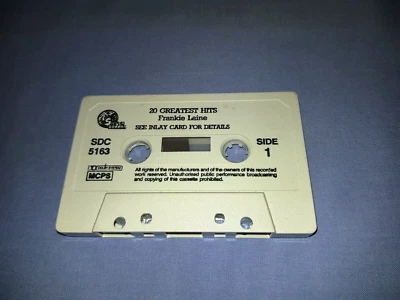 20 GREATEST HITS
Frankie Laine
SEE INLAY CARD FOR DETAILS
SDC
5163
SIDE
1
MCPS
All rights of the manufacturers and of the owners of this recorded
work reserved. Unauthorised public performance broadcasting
and copying of this cassette prohibited.